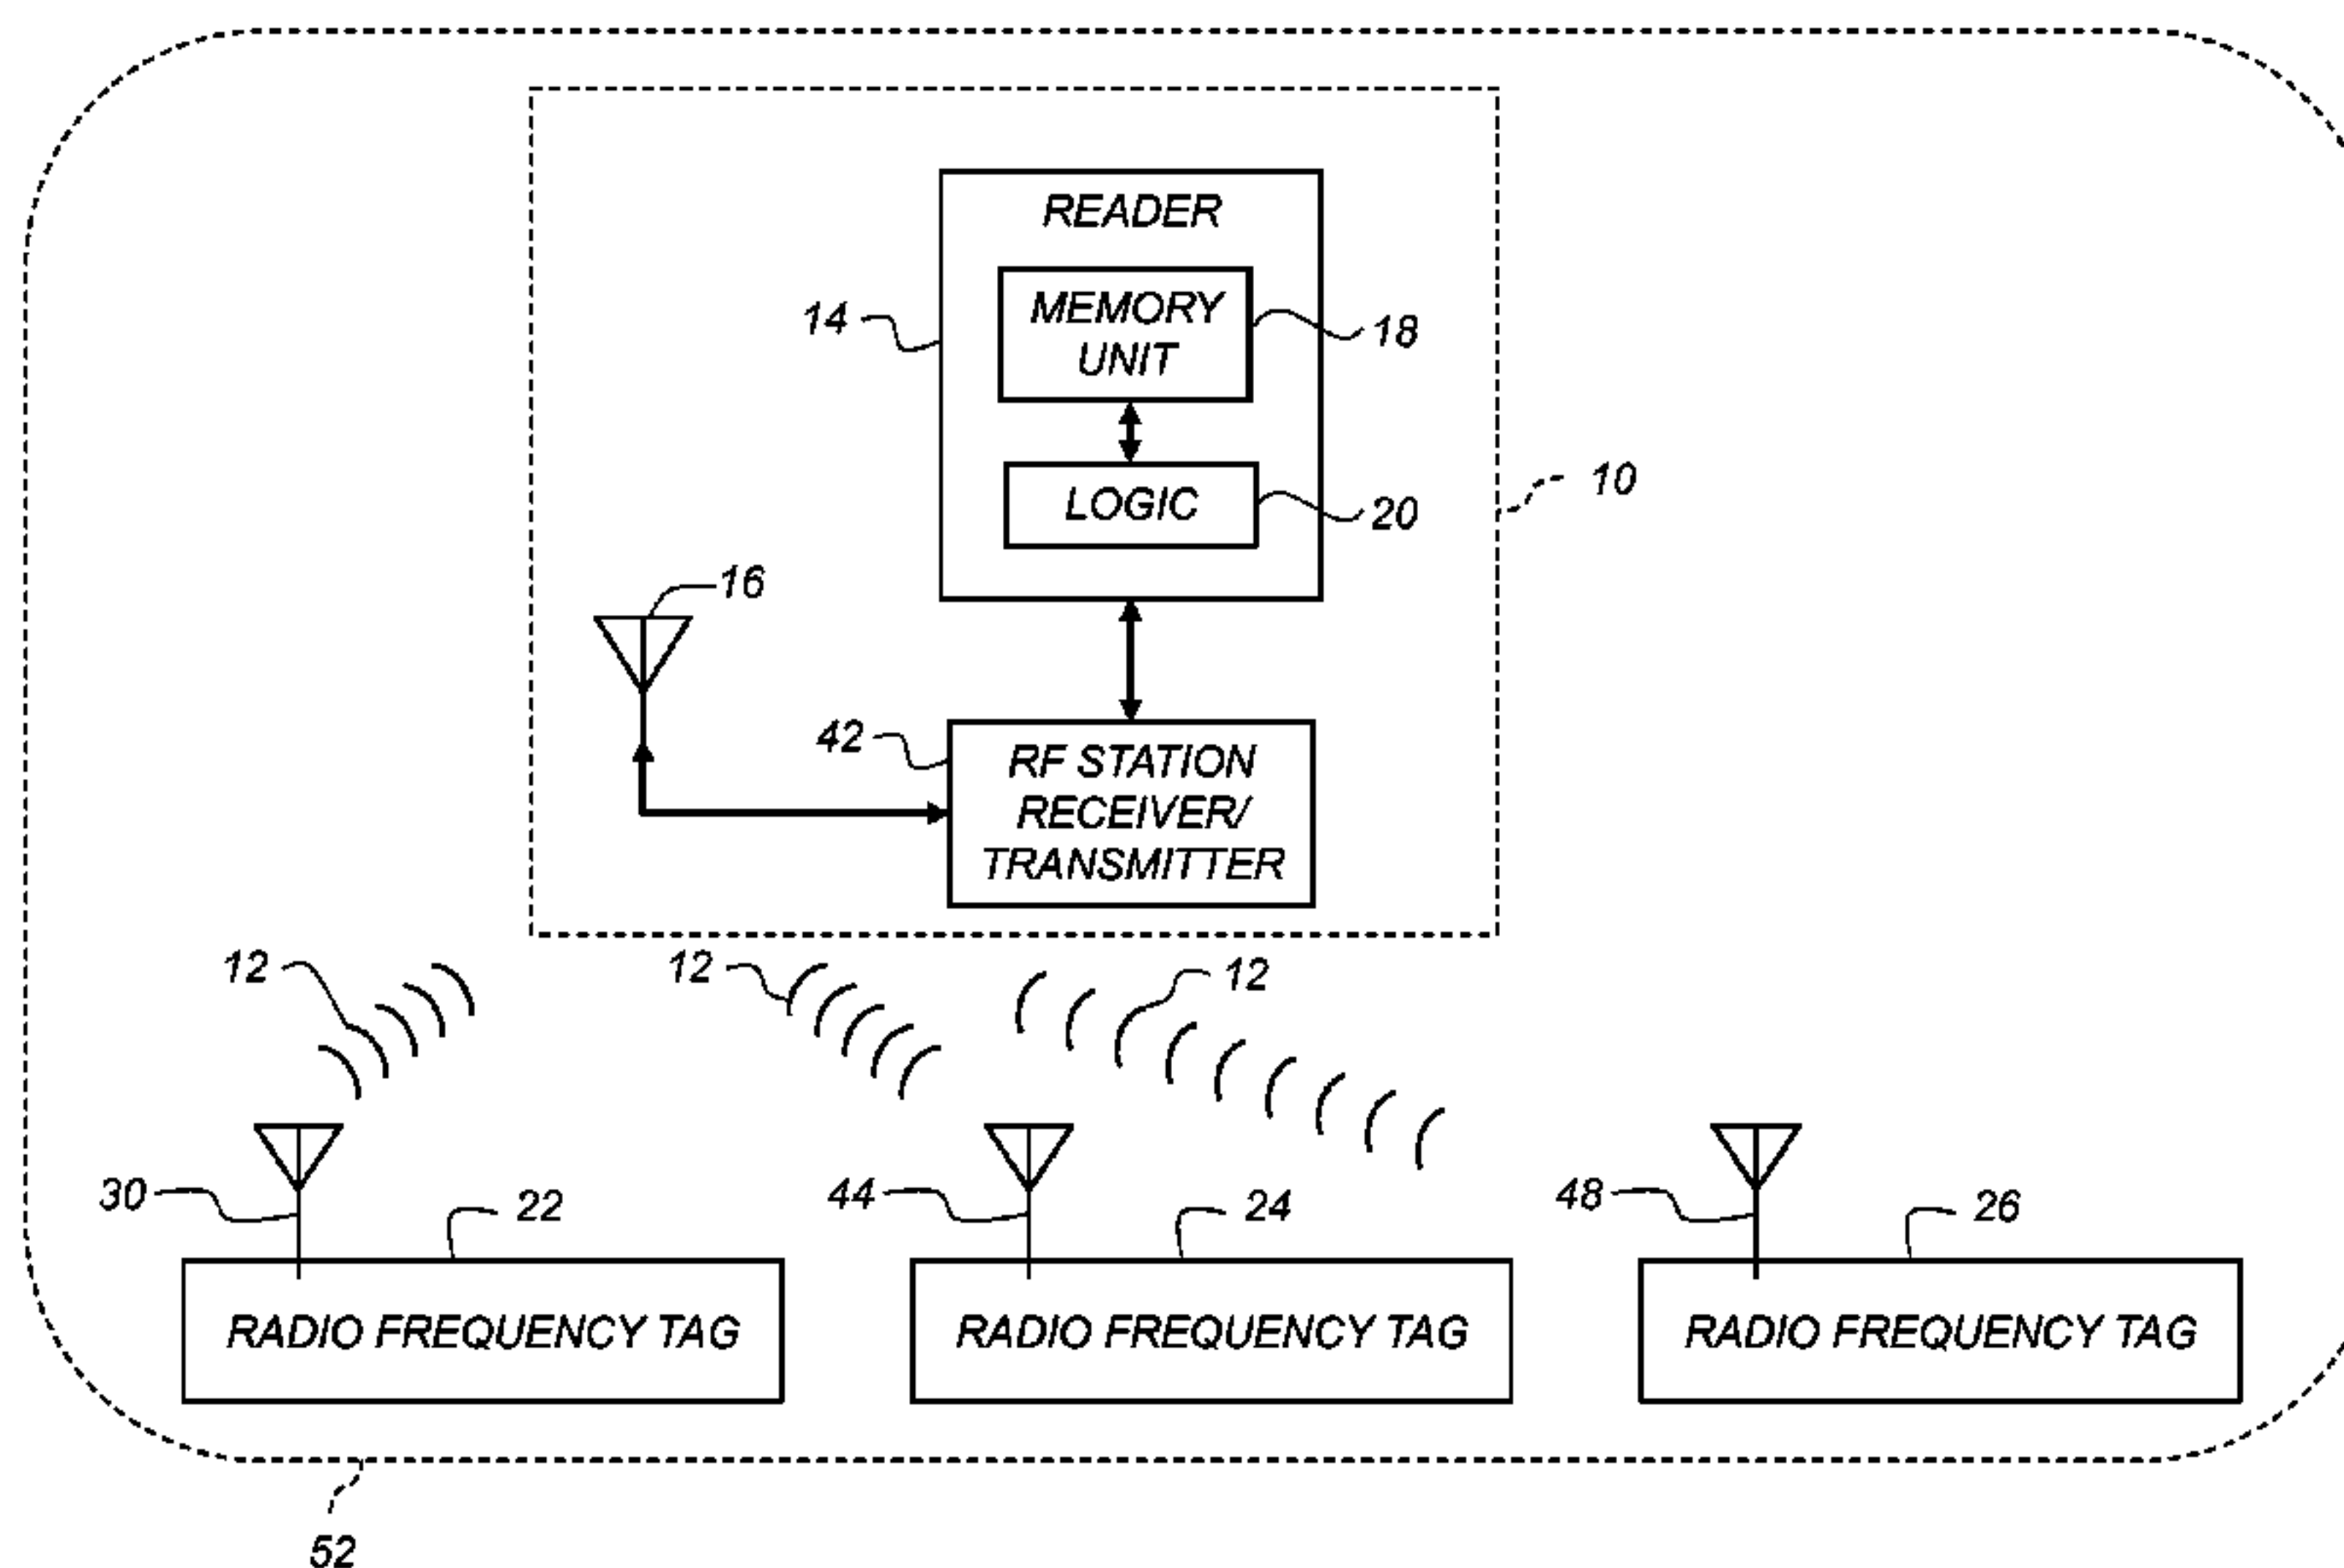 READER
MEMORY
UNIT
14
18
LOGIC
20
10
16
42
RF STATION
RECEIVER/
TRANSMITTER
12
12
12
30
22
44
24
48
26
RADIO FREQUENCY TAG
RADIO FREQUENCY TAG
RADIO FREQUENCY TAG
52